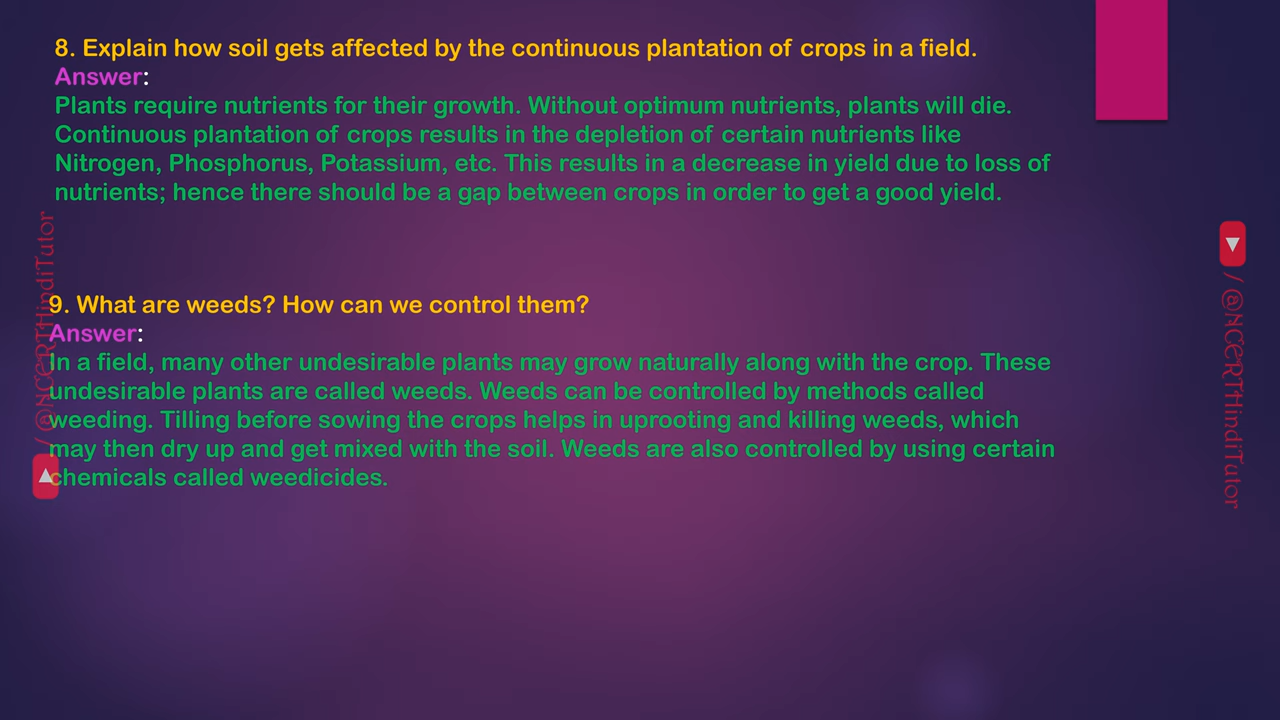 8. Explain how soil gets affected by the continuous plantation of crops in a field.
Answer:
Plants require nutrients for their growth. Without optimum nutrients, plants will die.
Continuous plantation of crops results in the depletion of certain nutrients like
Nitrogen, Phosphorus, Potassium, etc. This results in a decrease in yield due to loss of
nutrients; hence there should be a gap between crops in order to get a good yield.
9. What are weeds? How can we control them?
Answer:
In a field, many other undesirable plants may grow naturally along with the crop. These
undesirable plants are called weeds. Weeds can be controlled by methods called
weeding. Tilling before sowing the crops helps in uprooting and killing weeds, which
may then dry up and get mixed with the soil. Weeds are also controlled by using certain
chemicals called weedicides.
/ @NCERTHindiTutor
/ @NCERTHindiTutor